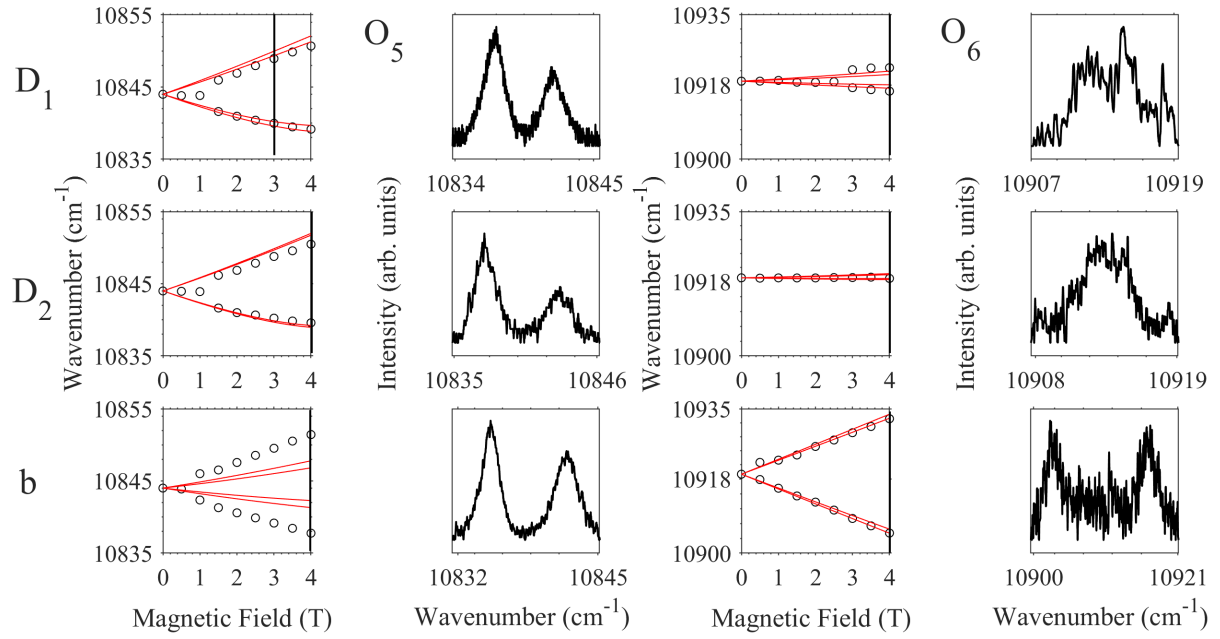 D1
O5
O6
10855
10845
10835
0 1 2 3 4
10834 10845
10935
10918
10900
0 1 2 3 4
10907 10919
D2
10855
10845
10835
0 1 2 3 4
10835 10846
10935
10918
10900
0 1 2 3 4
10908 10919
b
10855
10845
10835
0 1 2 3 4
10832 10845
10935
10918
10900
0 1 2 3 4
10900 10921
Wavenumber (cm-1)
Intensity (arb. units)
Wavenumber (cm-1)
Intensity (arb. units)
Magnetic Field (T)
Wavenumber (cm-1)
Magnetic Field (T)
Wavenumber (cm-1)